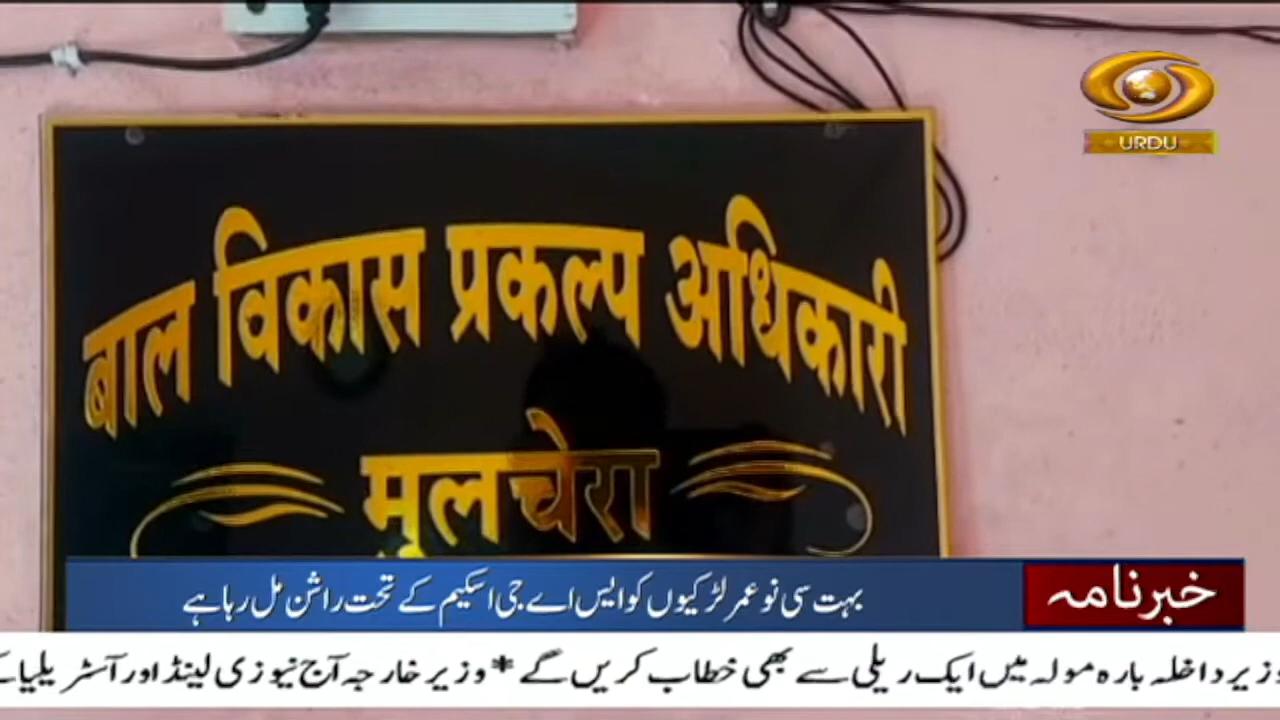 URDU
बाल विकास प्रकल्प अधिकारी
मूलचेरा
بہت سی نوعمر لڑکیوں کو ایس اے جی اسکیم کے تحت راشن مل رہا ہے
خبرنامہ
وزیر داخلہ بارہ مولہ میں ایک ریلی سے بھی خطاب کریں گے * وزیر خارجہ آج نیوزی لینڈ اور آسٹریلیا کے